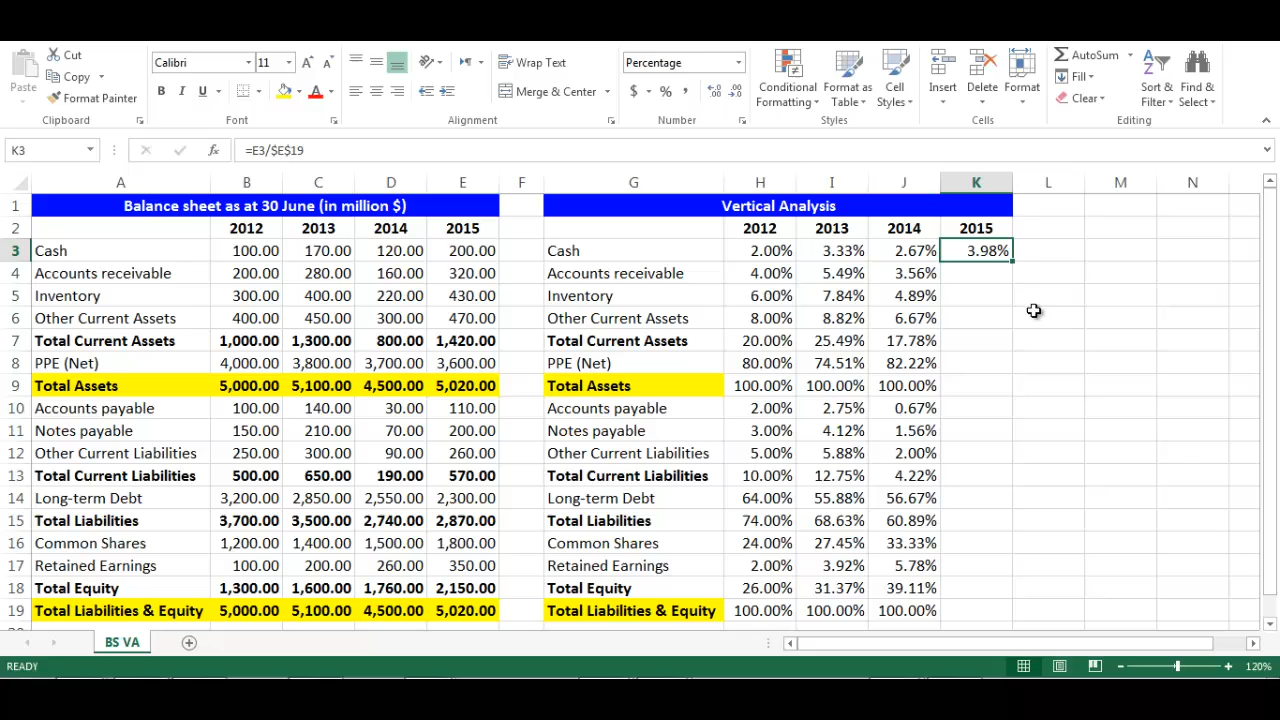 Cut
Copy
Format Painter
Paste
Clipboard
Calibri 11
B I U
Font
Wrap Text
Merge & Center
Alignment
Percentage
$ % ,
Number
Conditional Formatting
Format as Table
Cell Styles
Styles
Insert Delete Format
Cells
AutoSum
Fill
Clear
Sort & Filter
Find & Select
Editing
K3 fx =E3/$E$19
A B C D E F G H I J K L M N
1 Balance sheet as at 30 June (in million $) Vertical Analysis
2 2012 2013 2014 2015 2012 2013 2014 2015
3 Cash 100.00 170.00 120.00 200.00 Cash 2.00% 3.33% 2.67% 3.98%
4 Accounts receivable 200.00 280.00 160.00 320.00 Accounts receivable 4.00% 5.49% 3.56%
5 Inventory 300.00 400.00 220.00 430.00 Inventory 6.00% 7.84% 4.89%
6 Other Current Assets 400.00 450.00 300.00 470.00 Other Current Assets 8.00% 8.82% 6.67%
7 Total Current Assets 1,000.00 1,300.00 800.00 1,420.00 Total Current Assets 20.00% 25.49% 17.78%
8 PPE (Net) 4,000.00 3,800.00 3,700.00 3,600.00 PPE (Net) 80.00% 74.51% 82.22%
9 Total Assets 5,000.00 5,100.00 4,500.00 5,020.00 Total Assets 100.00% 100.00% 100.00%
10 Accounts payable 100.00 140.00 30.00 110.00 Accounts payable 2.00% 2.75% 0.67%
11 Notes payable 150.00 210.00 70.00 200.00 Notes payable 3.00% 4.12% 1.56%
12 Other Current Liabilities 250.00 300.00 90.00 260.00 Other Current Liabilities 5.00% 5.88% 2.00%
13 Total Current Liabilities 500.00 650.00 190.00 570.00 Total Current Liabilities 10.00% 12.75% 4.22%
14 Long-term Debt 3,200.00 2,850.00 2,550.00 2,300.00 Long-term Debt 64.00% 55.88% 56.67%
15 Total Liabilities 3,700.00 3,500.00 2,740.00 2,870.00 Total Liabilities 74.00% 68.63% 60.89%
16 Common Shares 1,200.00 1,400.00 1,500.00 1,800.00 Common Shares 24.00% 27.45% 33.33%
17 Retained Earnings 100.00 200.00 260.00 350.00 Retained Earnings 2.00% 3.92% 5.78%
18 Total Equity 1,300.00 1,600.00 1,760.00 2,150.00 Total Equity 26.00% 31.37% 39.11%
19 Total Liabilities & Equity 5,000.00 5,100.00 4,500.00 5,020.00 Total Liabilities & Equity 100.00% 100.00% 100.00%
BS VA
READY 120%